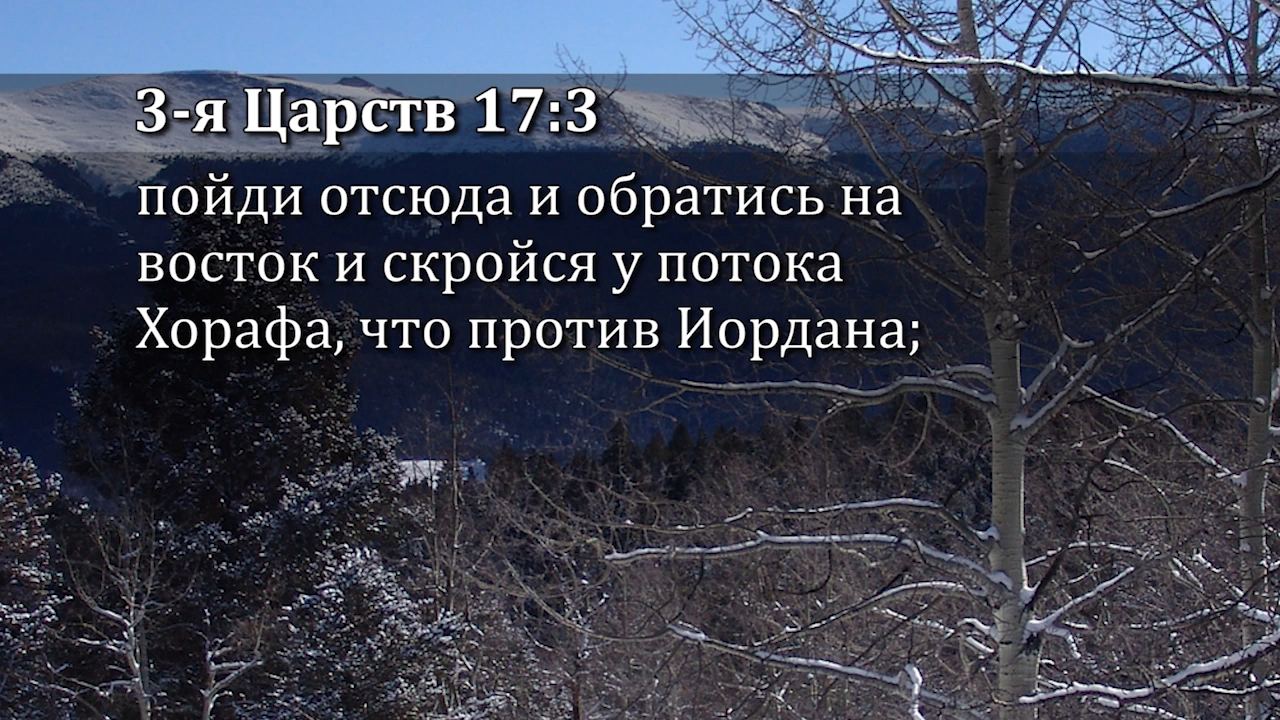 3-я Царств 17:3
пойди отсюда и обратись на
восток и скройся у потока
Хорафа, что против Иордана;